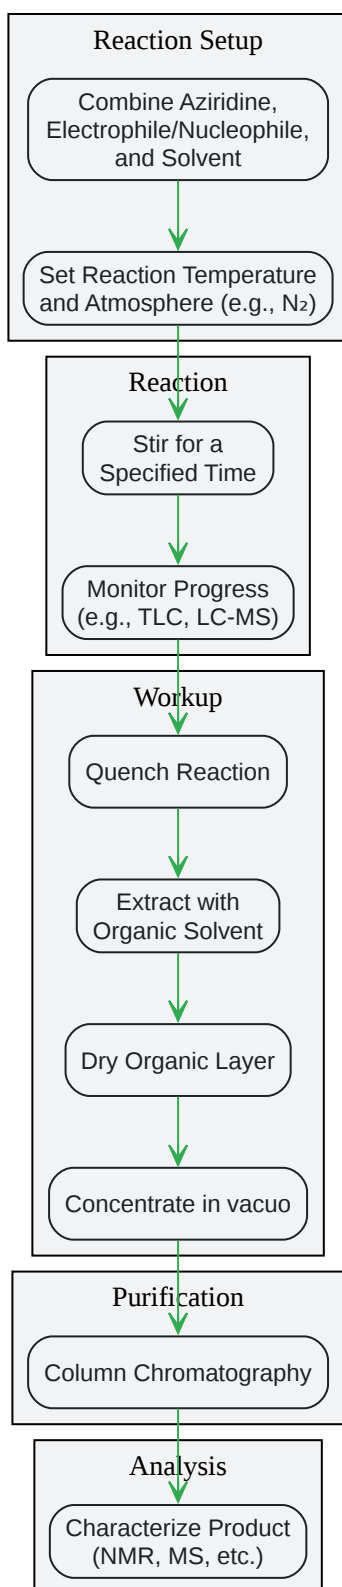 Reaction Setup
Combine Aziridine,
Electrophile/Nucleophile,
and Solvent
Set Reaction Temperature
and Atmosphere (e.g., N₂)
Reaction
Stir for a
Specified Time
Monitor Progress
(e.g., TLC, LC-MS)
Workup
Quench Reaction
Extract with
Organic Solvent
Dry Organic Layer
Concentrate in vacuo
Purification
Column Chromatography
Analysis
Characterize Product
(NMR, MS, etc.)